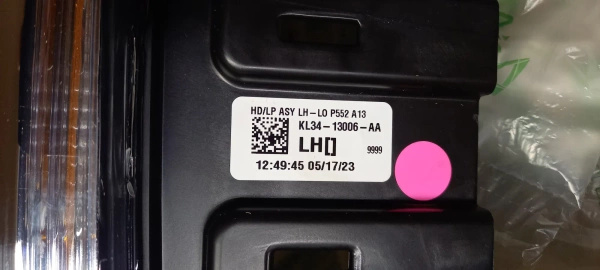 HD/LP ASY LH-LO P552 A13
KL34-13006-AA
LH[] 9999
12:49:45 05/17/23